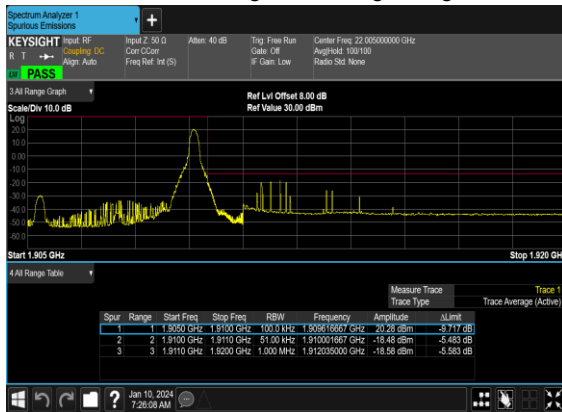 Spectrum Analyzer 1
Spurious Emissions
KEYSIGHT Input: RF Input Z: 50 Ω Atten: 40 dB Trig: Free Run Center Freq: 22.005000000 GHz
R T Coupling: DC Corr CCorr Gate: Off Avg|Hold: 100/100
Align: Auto Freq Ref: Int (S) IF Gain: Low Radio Std: None
PASS
3 All Range Graph
Ref Lvl Offset 8.00 dB
Scale/Div 10.0 dB Ref Value 30.00 dBm
Log
20.0
10.0
0.00
-10.0
-20.0
-30.0
-40.0
-50.0
-60.0
Start 1.905 GHz Stop 1.920 GH
4 All Range Table
Measure Trace Trace 1
Trace Type Trace Average (Active)
Spur Range Start Freq Stop Freq RBW Frequency Amplitude ΔLimit
1 1 1.9050 GHz 1.9100 GHz 100.0 kHz 1.909616667 GHz 20.28 dBm -9.717 dB
2 2 1.9100 GHz 1.9110 GHz 51.00 kHz 1.910001667 GHz -18.48 dBm -5.483 dB
3 3 1.9110 GHz 1.9200 GHz 1.000 MHz 1.912035000 GHz -18.58 dBm -5.583 dB
Jan 10, 2024
7:26:08 AM